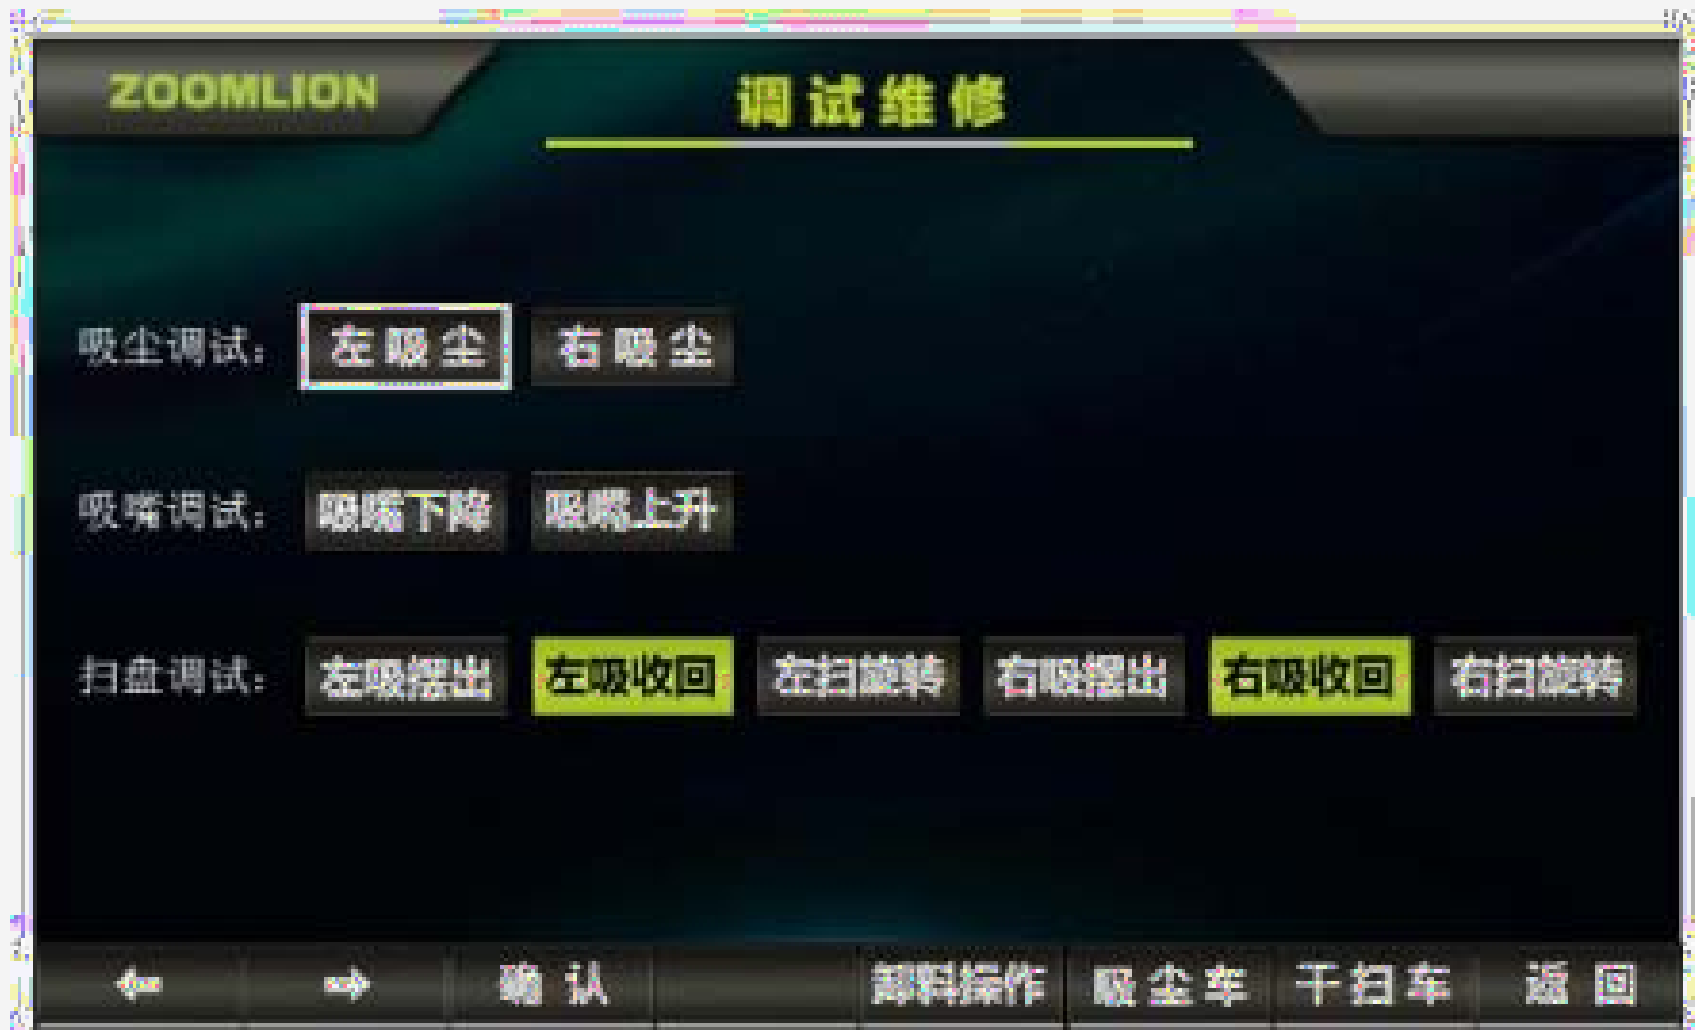 ZOOMLION
调试维修
吸尘调试: 左吸尘 右吸尘
吸嘴调试: 吸嘴下降 吸嘴上升
扫盘调试: 左吸摆出 左吸收回 左扫旋转 右吸摆出 右吸收回 右扫旋转
← → 确认 卸料操作 吸尘车 干扫车 返回